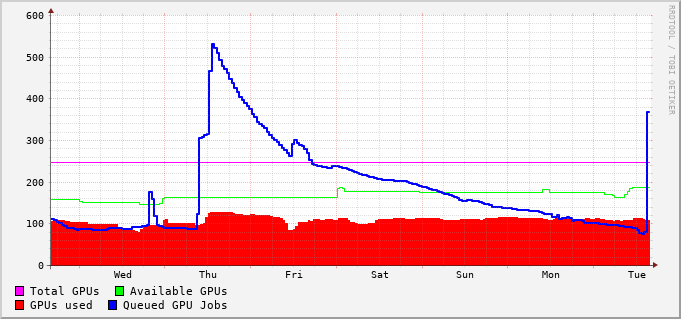 600
500
400
300
200
100
0
Wed Thu Fri Sat Sun Mon Tue
Total GPUs Available GPUs
GPUs used Queued GPU Jobs
RRDTOOL / TOBI OETIKER